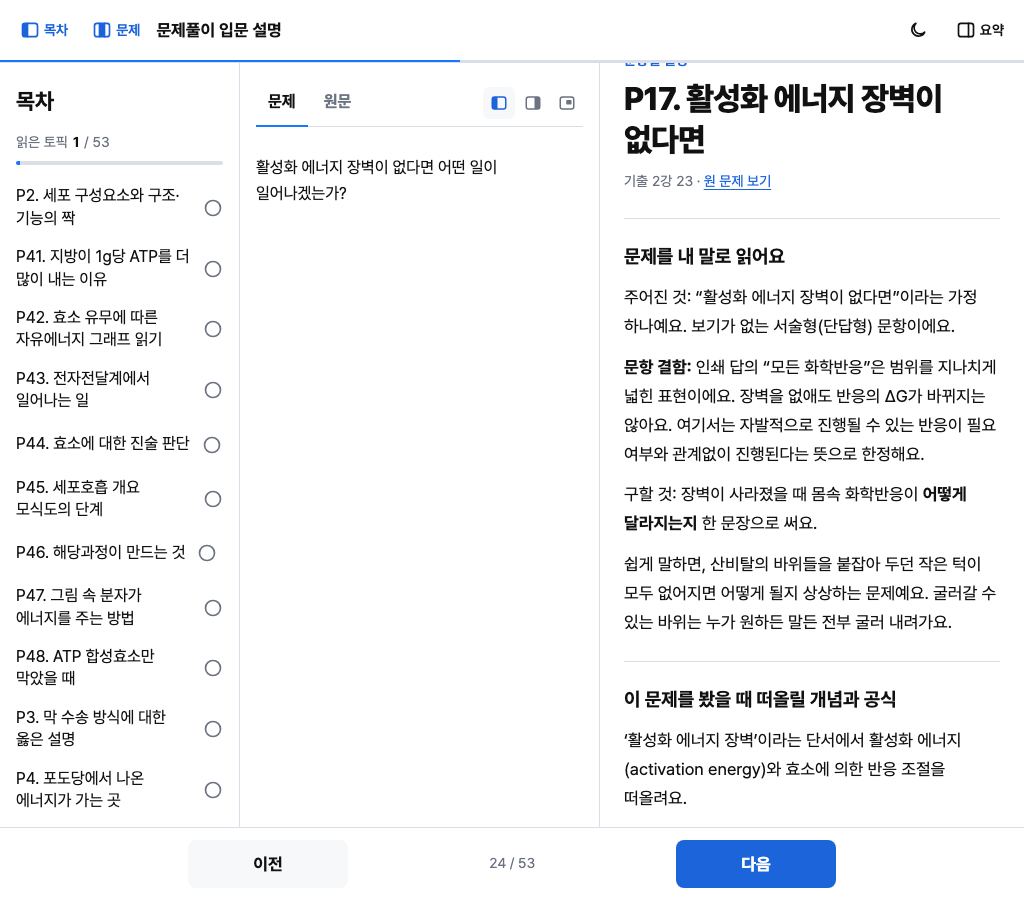 목차
문제
문제풀이 입문 설명
요약
목차
읽은 토픽 1 / 53
P2. 세포 구성요소와 구조·
기능의 짝
P41. 지방이 1g당 ATP를 더
많이 내는 이유
P42. 효소 유무에 따른
자유에너지 그래프 읽기
P43. 전자전달계에서
일어나는 일
P44. 효소에 대한 진술 판단
P45. 세포호흡 개요
모식도의 단계
P46. 해당과정이 만드는 것
P47. 그림 속 분자가
에너지를 주는 방법
P48. ATP 합성효소만
막았을 때
P3. 막 수송 방식에 대한
옳은 설명
P4. 포도당에서 나온
에너지가 가는 곳
문제
원문
활성화 에너지 장벽이 없다면 어떤 일이
일어나겠는가?
P17. 활성화 에너지 장벽이
없다면
기출 2강 23 · 원 문제 보기
문제를 내 말로 읽어요
주어진 것: “활성화 에너지 장벽이 없다면”이라는 가정
하나예요. 보기가 없는 서술형(단답형) 문항이에요.
문항 결함: 인쇄 답의 “모든 화학반응”은 범위를 지나치게
넓힌 표현이에요. 장벽을 없애도 반응의 ΔG가 바뀌지는
않아요. 여기서는 자발적으로 진행될 수 있는 반응이 필요
여부와 관계없이 진행된다는 뜻으로 한정해요.
구할 것: 장벽이 사라졌을 때 몸속 화학반응이 어떻게
달라지는지 한 문장으로 써요.
쉽게 말하면, 산비탈의 바위들을 붙잡아 두던 작은 턱이
모두 없어지면 어떻게 될지 상상하는 문제예요. 굴러갈 수
있는 바위는 누가 원하든 말든 전부 굴러 내려가요.
이 문제를 봤을 때 떠올릴 개념과 공식
‘활성화 에너지 장벽’이라는 단서에서 활성화 에너지
(activation energy)와 효소에 의한 반응 조절을
떠올려요.
이전
24 / 53
다음